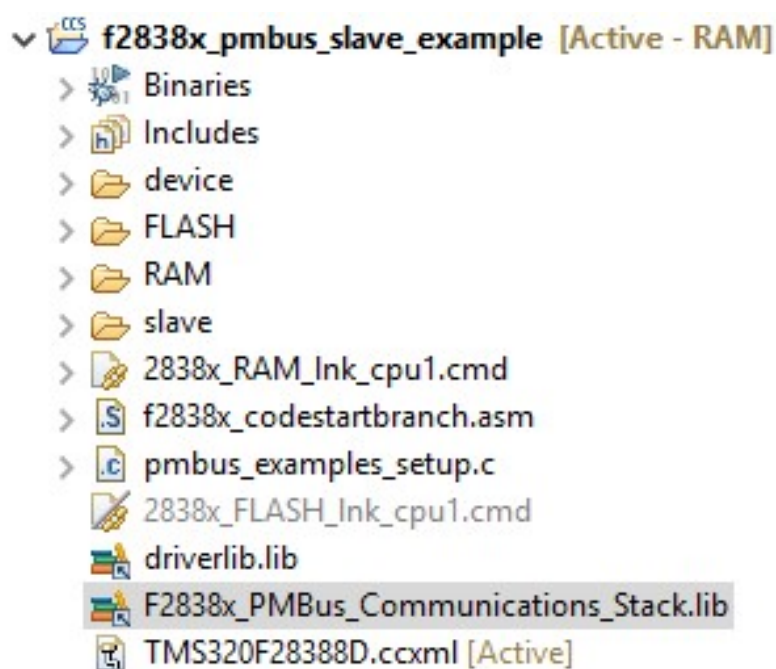 f2838x_pmbus_slave_example [Active - RAM]
Binaries
Includes
device
FLASH
RAM
slave
2838x_RAM_lnk_cpu1.cmd
f2838x_codestartbranch.asm
pmbus_examples_setup.c
2838x_FLASH_lnk_cpu1.cmd
driverlib.lib
F2838x_PMBus_Communications_Stack.lib
TMS320F28388D.ccxml [Active]